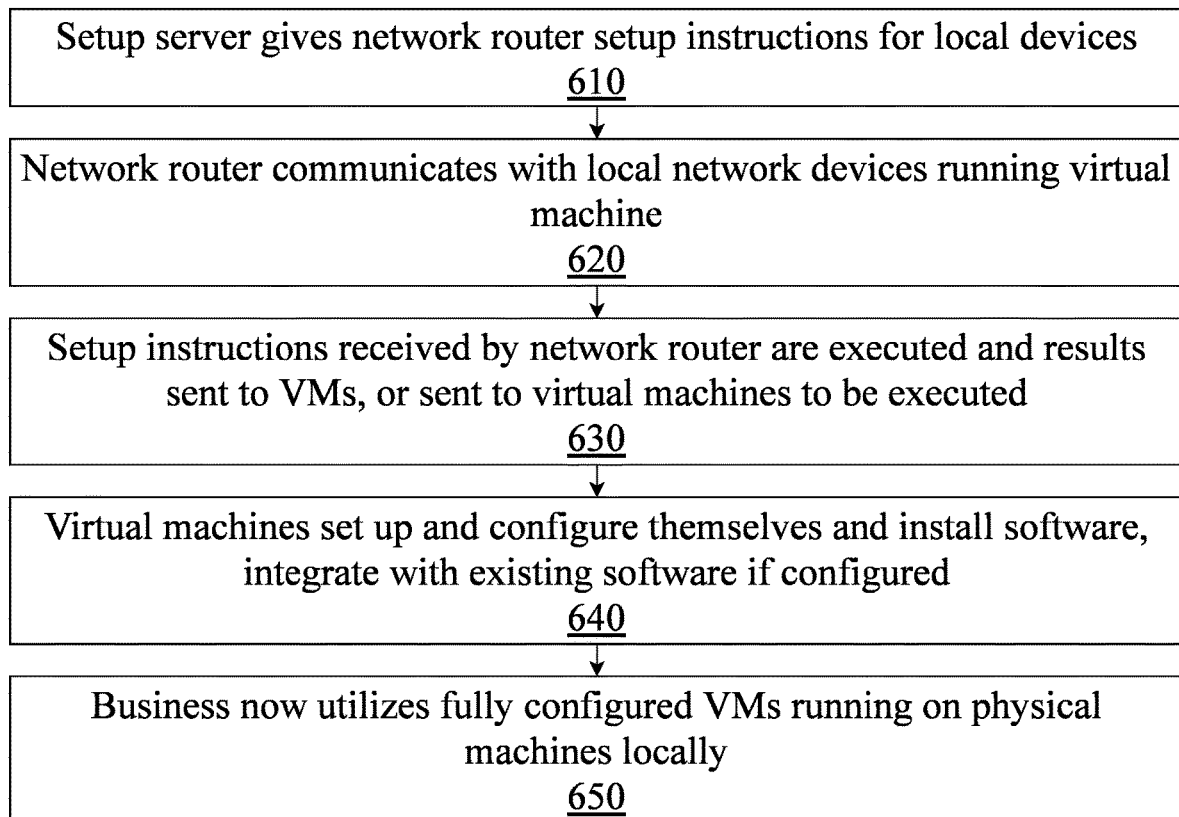 Setup server gives network router setup instructions for local devices
610
Network router communicates with local network devices running virtual
machine
620
Setup instructions received by network router are executed and results
sent to VMs, or sent to virtual machines to be executed
630
Virtual machines set up and configure themselves and install software,
integrate with existing software if configured
640
Business now utilizes fully configured VMs running on physical
machines locally
650